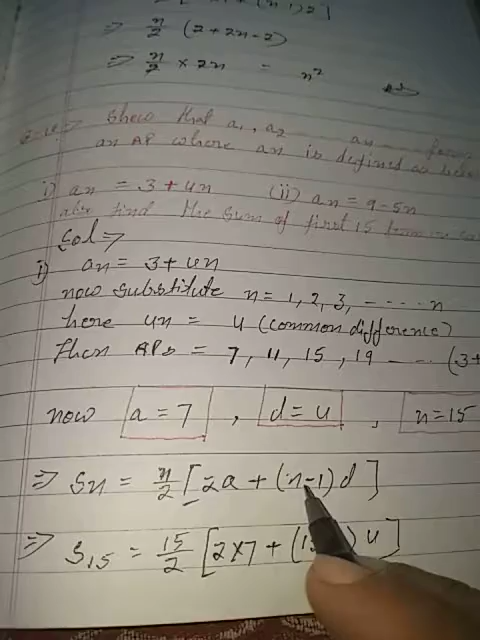 ⇒ n/2 (2+2n-2)
⇒ n/2 × 2n = n²
⇒ Show that a₁, a₂ an form
an AP where an is defined as
i) an = 3+4n (ii) an = 9-5n
also find the sum of first 15
Sol ⇒
i) an = 3+4n
now substitute n = 1, 2, 3, ------ n
here 4n = 4 (common difference)
then APs = 7, 11, 15, 19 --- (3+
now a = 7 , d = 4 , n = 15
⇒ Sn = n/2 [2a + (n-1) d]
⇒ S₁₅ = 15/2 [2×7 + (1 ) 4]